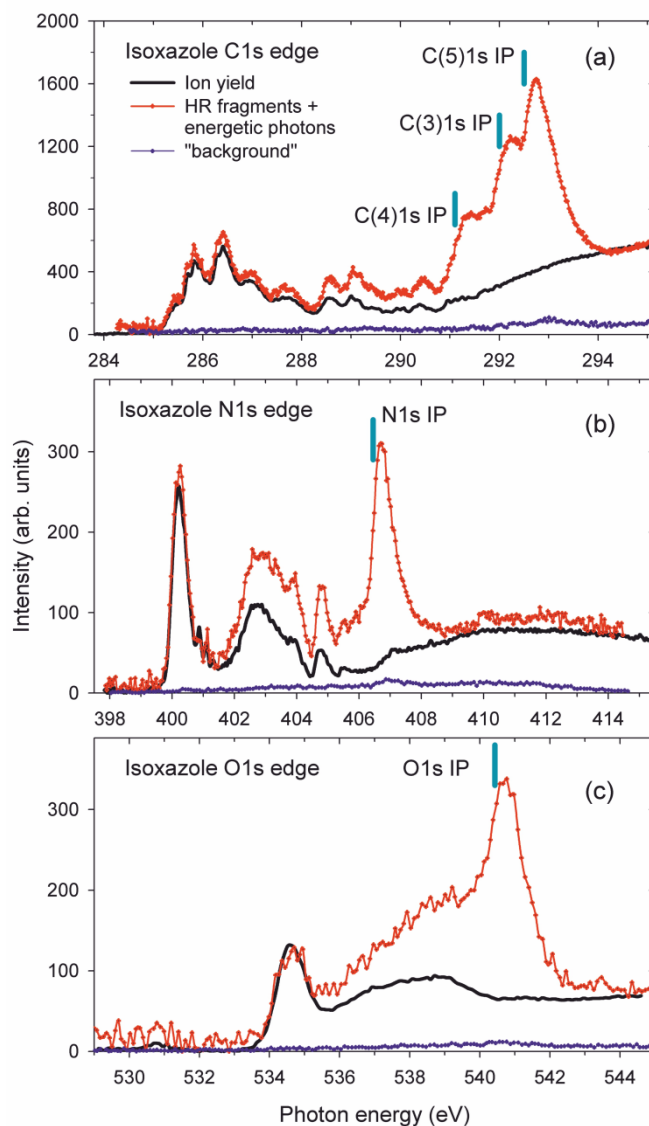 2000
Isoxazole C1s edge
C(5)1s IP
(a)
1600
Ion yield
HR fragments +
energetic photons
C(3)1s IP
1200
"background"
C(4)1s IP
800
400
0
284 286 288 290 292 294
Isoxazole N1s edge
N1s IP
(b)
300
200
100
0
398 400 402 404 406 408 410 412 414
Isoxazole O1s edge
O1s IP
(c)
300
200
100
0
530 532 534 536 538 540 542 544
Intensity (arb. units)
Photon energy (eV)